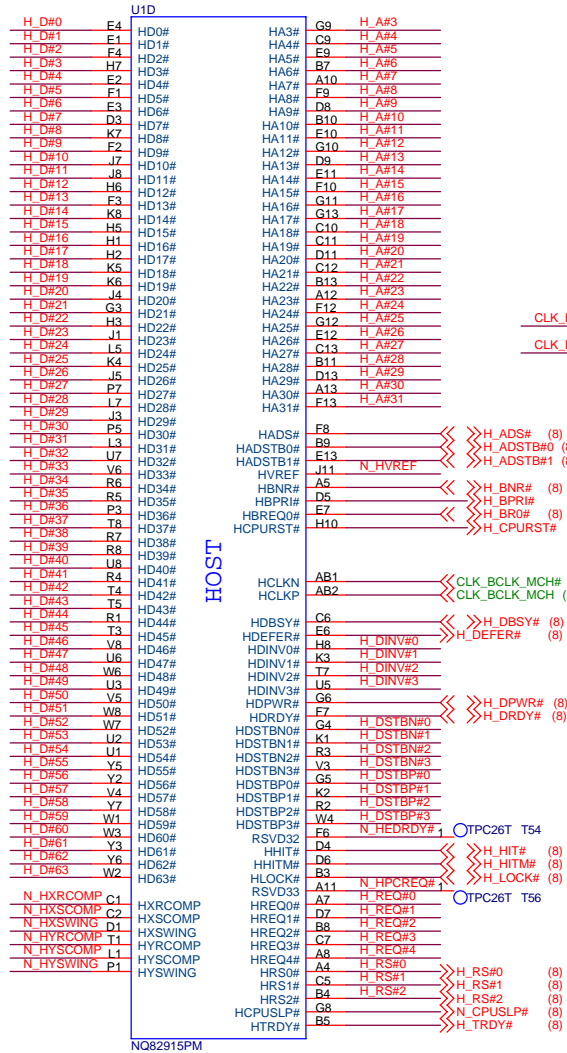 U1D
H_D#0 E4 HD0# HA3# G9 H_A#3
H_D#1 E1 HD1# HA4# C9 H_A#4
H_D#2 F4 HD2# HA5# E9 H_A#5
H_D#3 H7 HD3# HA6# B7 H_A#6
H_D#4 E2 HD4# HA7# A10 H_A#7
H_D#5 F1 HD5# HA8# F9 H_A#8
H_D#6 E3 HD6# HA9# D8 H_A#9
H_D#7 D3 HD7# HA10# B10 H_A#10
H_D#8 K7 HD8# HA11# E10 H_A#11
H_D#9 F2 HD9# HA12# G10 H_A#12
H_D#10 J7 HD10# HA13# D9 H_A#13
H_D#11 J8 HD11# HA14# E11 H_A#14
H_D#12 H6 HD12# HA15# F10 H_A#15
H_D#13 F3 HD13# HA16# G11 H_A#16
H_D#14 K8 HD14# HA17# G13 H_A#17
H_D#15 H5 HD15# HA18# C10 H_A#18
H_D#16 H1 HD16# HA19# C11 H_A#19
H_D#17 H2 HD17# HA20# D11 H_A#20
H_D#18 K5 HD18# HA21# C12 H_A#21
H_D#19 K6 HD19# HA22# B13 H_A#22
H_D#20 J4 HD20# HA23# A12 H_A#23
H_D#21 G3 HD21# HA24# F12 H_A#24
H_D#22 H3 HD22# HA25# G12 H_A#25 CLK_
H_D#23 J1 HD23# HA26# E12 H_A#26
H_D#24 L5 HD24# HA27# C13 H_A#27 CLK_
H_D#25 K4 HD25# HA28# B11 H_A#28
H_D#26 J5 HD26# HA29# D13 H_A#29
H_D#27 P7 HD27# HA30# A13 H_A#30
H_D#28 L7 HD28# HA31# F13 H_A#31
H_D#29 J3 HD29#
H_D#30 P5 HD30# HADS# F8 H_ADS# (8)
H_D#31 L3 HD31# HADSTB0# B9 H_ADSTB#0 (8
H_D#32 U7 HD32# HADSTB1# E13 H_ADSTB#1 (8
H_D#33 V6 HD33# HVREF J11 N_HVREF
H_D#34 R6 HD34# HBNR# A5 H_BNR# (8)
H_D#35 R5 HD35# HBPRI# D5 H_BPRI#
H_D#36 P3 HD36# HBREQ0# E7 H_BR0# (8)
H_D#37 T8 HD37# HCPURST# H10 H_CPURST#
H_D#38 R7 HD38#
H_D#39 R8 HD39#
H_D#40 U8 HD40#
H_D#41 R4 HD41# HCLKN AB1 CLK_BCLK_MCH#
H_D#42 T4 HD42# HCLKP AB2 CLK_BCLK_MCH (
H_D#43 T5 HD43#
H_D#44 R1 HD44# HDBSY# C6 H_DBSY# (8)
H_D#45 T3 HD45# HDEFER# E6 H_DEFER# (8)
H_D#46 V8 HD46# HDINV0# H8 H_DINV#0
H_D#47 U6 HD47# HDINV1# K3 H_DINV#1
H_D#48 W6 HD48# HDINV2# T7 H_DINV#2
H_D#49 U3 HD49# HDINV3# U5 H_DINV#3
H_D#50 V5 HD50# HDPWR# G6 H_DPWR# (8)
H_D#51 W8 HD51# HDRDY# F7 H_DRDY# (8)
H_D#52 W7 HD52# HDSTBN0# G4 H_DSTBN#0
H_D#53 U2 HD53# HDSTBN1# K1 H_DSTBN#1
H_D#54 U1 HD54# HDSTBN2# R3 H_DSTBN#2
H_D#55 Y5 HD55# HDSTBN3# V3 H_DSTBN#3
H_D#56 Y2 HD56# HDSTBP0# G5 H_DSTBP#0
H_D#57 V4 HD57# HDSTBP1# K2 H_DSTBP#1
H_D#58 Y7 HD58# HDSTBP2# R2 H_DSTBP#2
H_D#59 W1 HD59# HDSTBP3# W4 H_DSTBP#3
H_D#60 W3 HD60# RSVD32 F6 N_HEDRDY# 1 TPC26T T54
H_D#61 Y3 HD61# HHIT# D4 H_HIT# (8)
H_D#62 Y6 HD62# HHITM# D6 H_HITM# (8)
H_D#63 W2 HD63# HLOCK# B3 H_LOCK# (8)
RSVD33 A11 N_HPCREQ# 1 TPC26T T56
N_HXRCOMP C1 HXRCOMP HREQ0# A7 H_REQ#0
N_HXSCOMP C2 HXSCOMP HREQ1# D7 H_REQ#1
N_HXSWING D1 HXSWING HREQ2# B8 H_REQ#2
N_HYRCOMP T1 HYRCOMP HREQ3# C7 H_REQ#3
N_HYSCOMP L1 HYSCOMP HREQ4# A8 H_REQ#4
N_HYSWING P1 HYSWING HRS0# A4 H_RS#0 H_RS#0 (8)
HRS1# C5 H_RS#1 H_RS#1 (8)
HRS2# B4 H_RS#2 H_RS#2 (8)
HCPUSLP# G8 N_CPUSLP# (8)
HTRDY# B5 H_TRDY# (8)
HOST
NQ82915PM